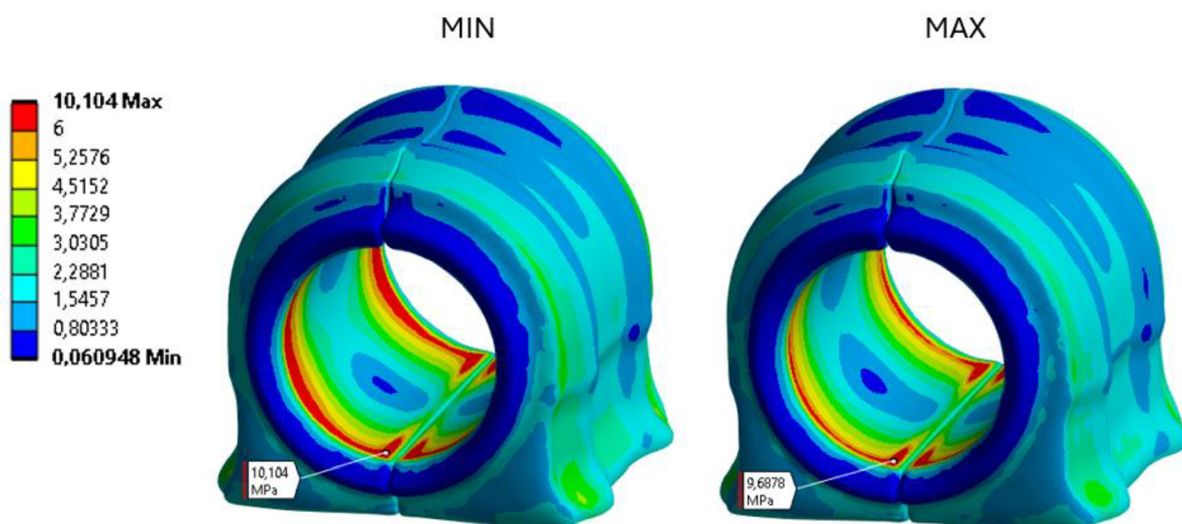 MIN
MAX
10,104 Max
6
5,2576
4,5152
3,7729
3,0305
2,2881
1,5457
0,80333
0,060948 Min
10,104
MPa
9,6878
MPa